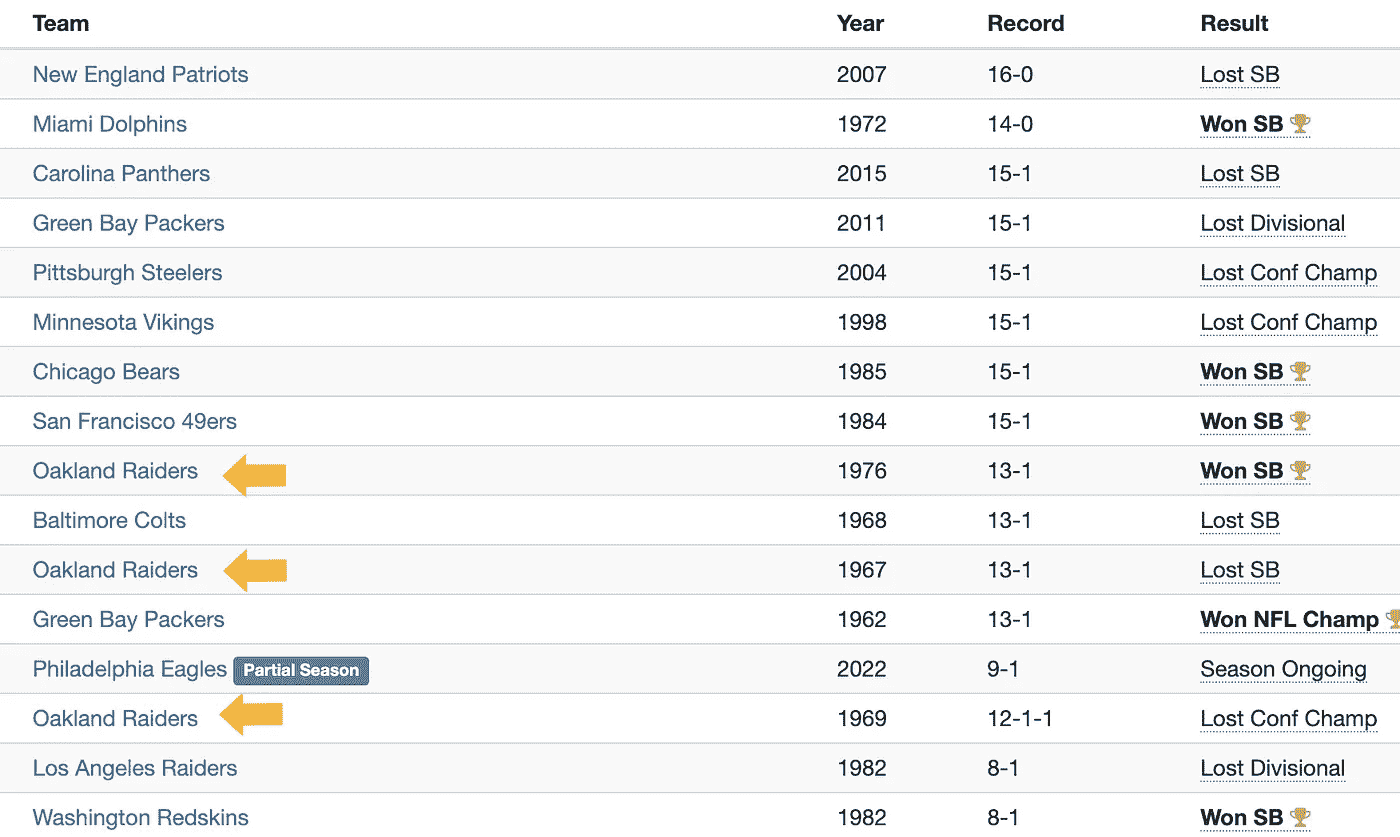 Team Year Record Result
New England Patriots 2007 16-0 Lost SB
Miami Dolphins 1972 14-0 Won SB
Carolina Panthers 2015 15-1 Lost SB
Green Bay Packers 2011 15-1 Lost Divisional
Pittsburgh Steelers 2004 15-1 Lost Conf Champ
Minnesota Vikings 1998 15-1 Lost Conf Champ
Chicago Bears 1985 15-1 Won SB
San Francisco 49ers 1984 15-1 Won SB
Oakland Raiders 1976 13-1 Won SB
Baltimore Colts 1968 13-1 Lost SB
Oakland Raiders 1967 13-1 Lost SB
Green Bay Packers 1962 13-1 Won NFL Champ
Philadelphia Eagles Partial Season 2022 9-1 Season Ongoing
Oakland Raiders 1969 12-1-1 Lost Conf Champ
Los Angeles Raiders 1982 8-1 Lost Divisional
Washington Redskins 1982 8-1 Won SB